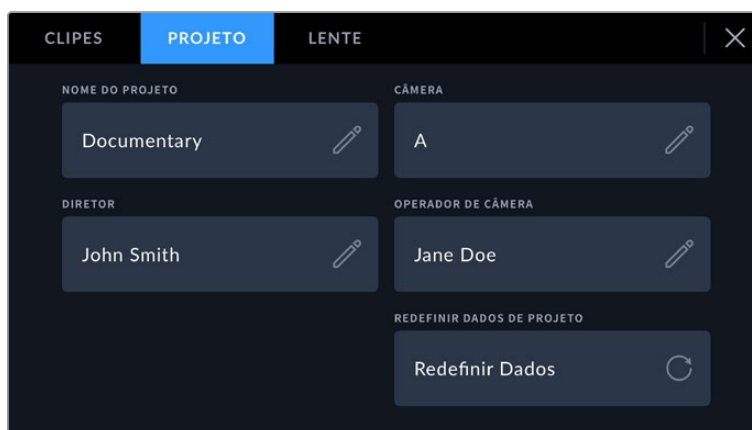 CLIPES PROJETO LENTE
NOME DO PROJETO CÂMERA
Documentary A
DIRETOR OPERADOR DE CÂMERA
John Smith Jane Doe
REDEFINIR DADOS DE PROJETO
Redefinir Dados